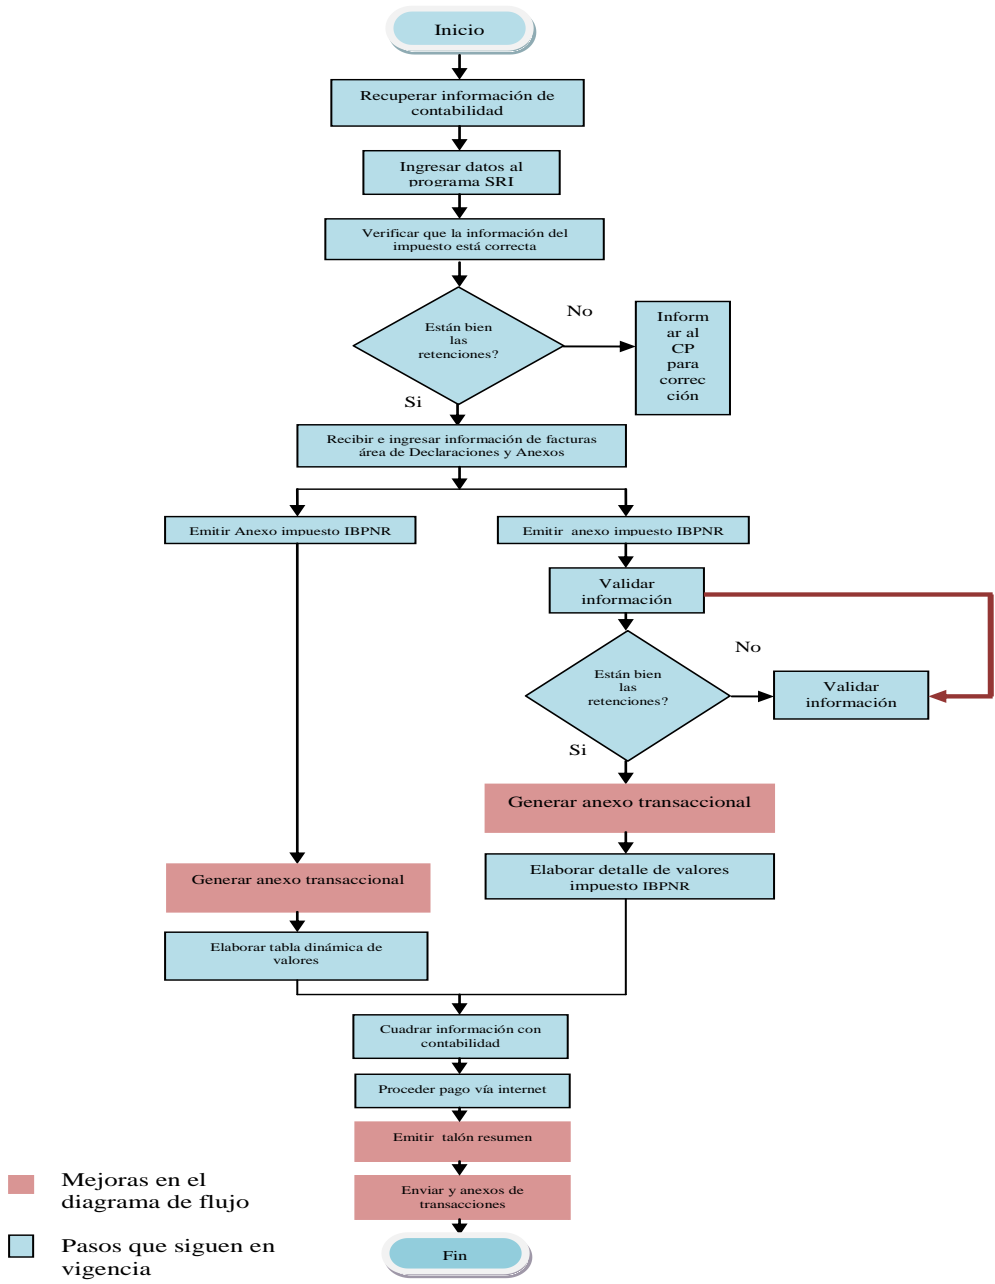 Inicio
Recuperar información de
contabilidad
Ingresar datos al
programa SRI
Verificar que la información del
impuesto está correcta
Están bien
las
retenciones?
No
Inform
ar al
CP
para
correc
ción
Si
Recibir e ingresar información de facturas
área de Declaraciones y Anexos
Emitir Anexo impuesto IBPNR
Emitir anexo impuesto IBPNR
Validar
información
Están bien
las
retenciones?
No
Validar
información
Si
Generar anexo transaccional
Elaborar detalle de valores
impuesto IBPNR
Generar anexo transaccional
Elaborar tabla dinámica de
valores
Cuadrar información con
contabilidad
Proceder pago vía internet
Emitir talón resumen
Enviar y anexos de
transacciones
Fin
Mejoras en el
diagrama de flujo
Pasos que siguen en
vigencia